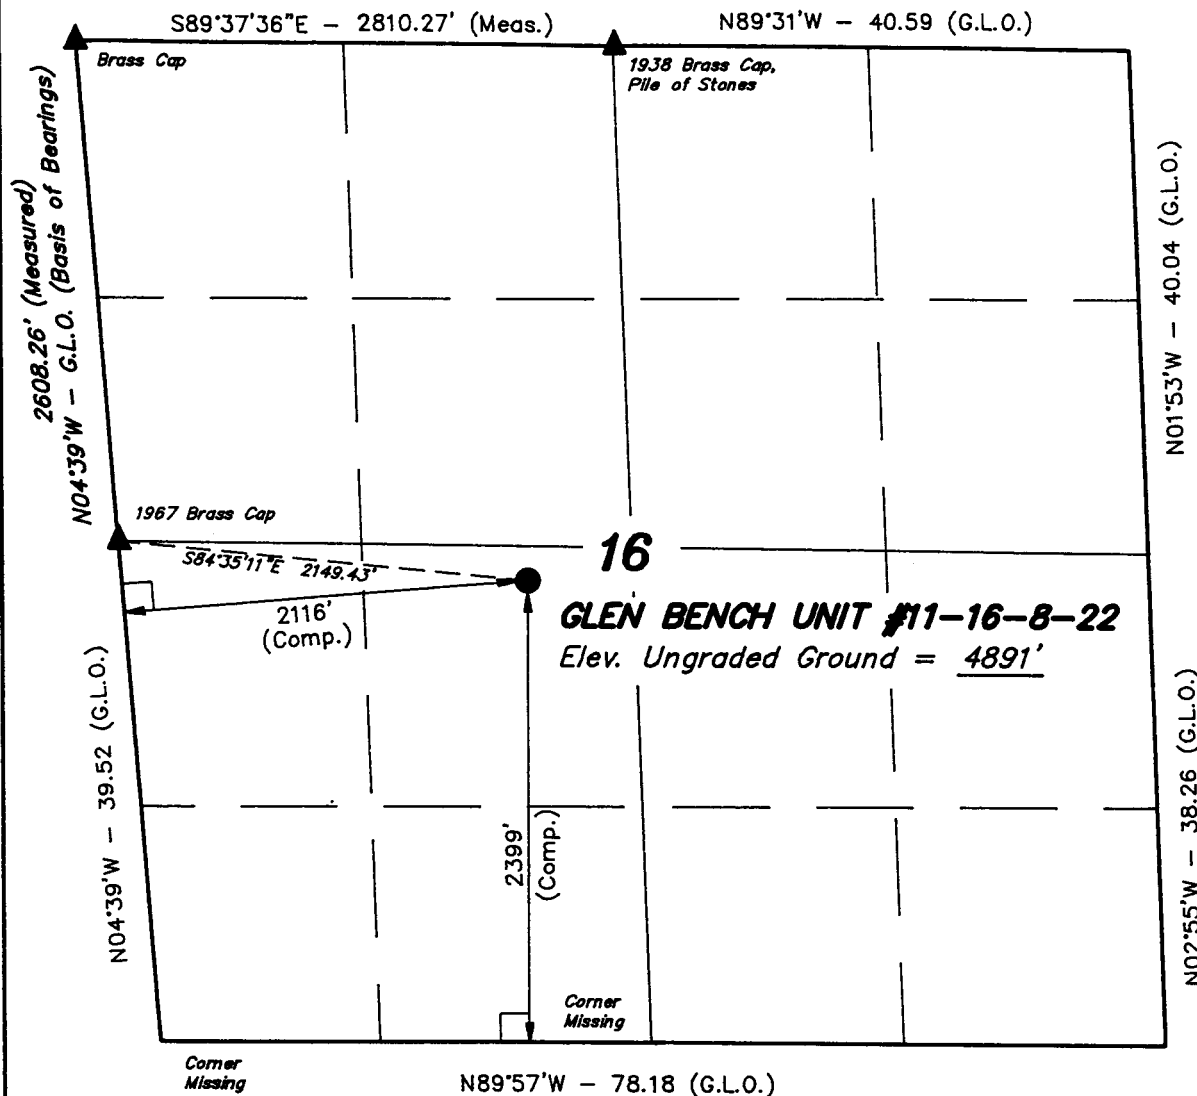 S89°37'36"E – 2810.27' (Meas.)
N89°31'W – 40.59 (G.L.O.)
Brass Cap
1938 Brass Cap,
Pile of Stones
2608.26' (Measured)
N04°39'W – G.L.O. (Basis of Bearings)
N01°53'W – 40.04 (G.L.O.)
1967 Brass Cap
S84°35'11"E 2149.43'
16
2116'
(Comp.)
GLEN BENCH UNIT #11-16-8-22
Elev. Ungraded Ground = 4891'
N04°39'W – 39.52 (G.L.O.)
2399'
(Comp.)
N02°55'W – 38.26 (G.L.O.)
Corner
Missing
Corner
Missing
N89°57'W – 78.18 (G.L.O.)